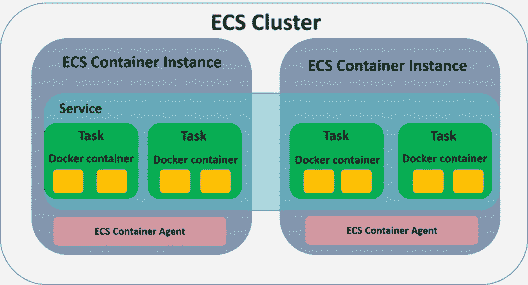 ECS Cluster
ECS Container Instance
ECS Container Instance
Service
Task
Task
Task
Task
Docker container
Docker container
Docker container
Docker container
ECS Container Agent
ECS Container Agent